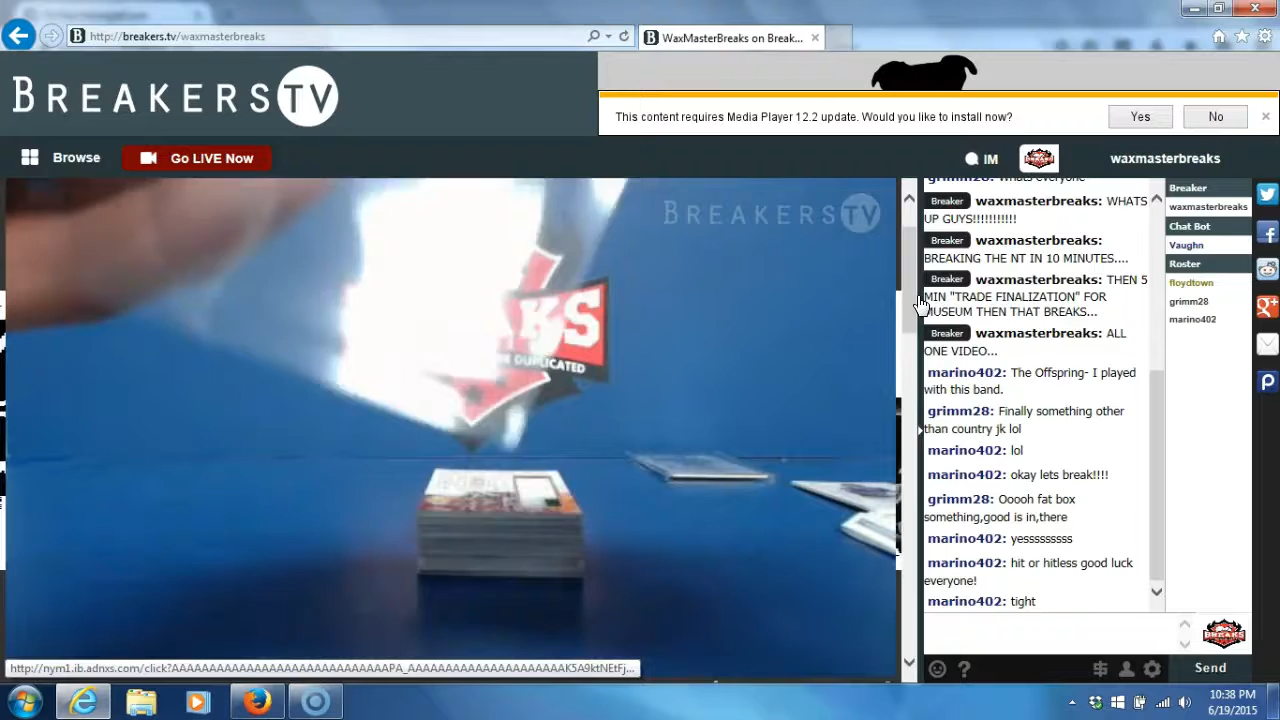 http://breakers.tv/waxmasterbreaks
WaxMasterBreaks on Break...
BREAKERS TV
This content requires Media Player 12.2 update. Would you like to install now?
Yes
No
Browse
Go LIVE Now
IM
waxmasterbreaks
BREAKERS TV
DUPLICATED
grimm28: Whats everyone
Breaker waxmasterbreaks: WHATS
UP GUYS!!!!!!!!!!!
Breaker waxmasterbreaks:
BREAKING THE NT IN 10 MINUTES....
Breaker waxmasterbreaks: THEN 5
MIN "TRADE FINALIZATION" FOR
MUSEUM THEN THAT BREAKS...
Breaker waxmasterbreaks: ALL
ONE VIDEO...
marino402: The Offspring- I played
with this band.
grimm28: Finally something other
than country jk lol
marino402: lol
marino402: okay lets break!!!!
grimm28: Ooooh fat box
something,good is in,there
marino402: yesssssssss
marino402: hit or hitless good luck
everyone!
marino402: tight
Breaker
waxmasterbreaks
Chat Bot
Vaughn
Roster
floydtown
grimm28
marino402
BREAKS
Send
10:38 PM
6/19/2015